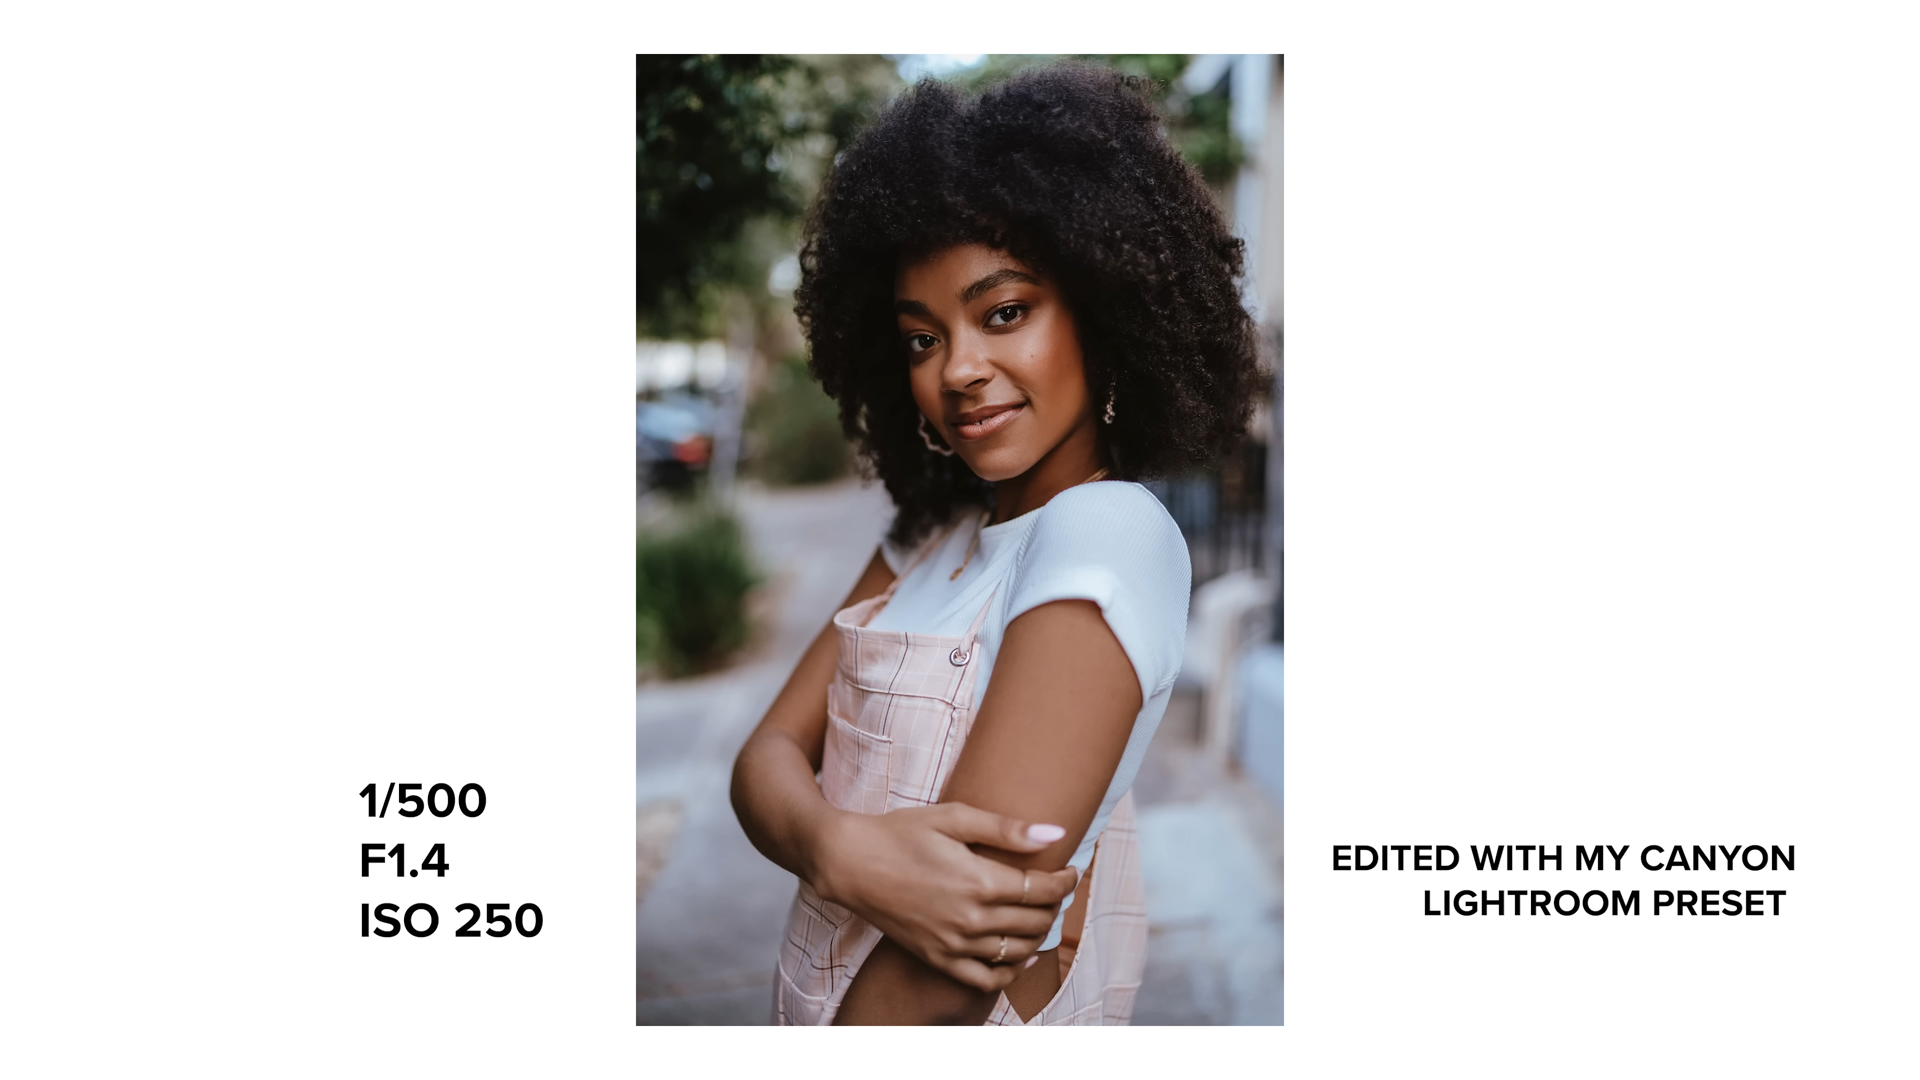 1/500
F1.4
ISO 250
EDITED WITH MY CANYON
LIGHTROOM PRESET